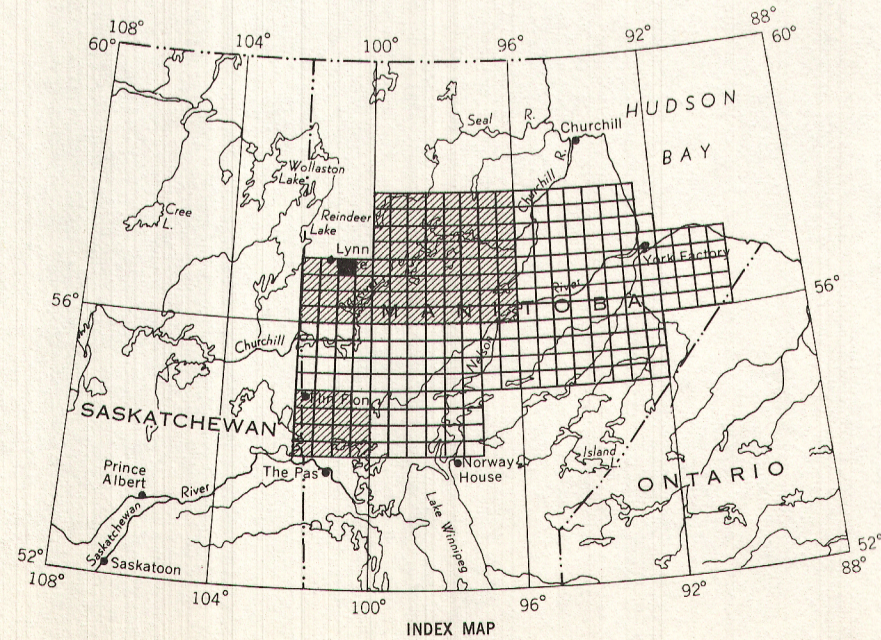 108°
60°
104°
100°
96°
92°
88°
60°
HUDSON
BAY
Seal R.
Churchill
Churchill R.
Wollaston
Lake
Cree
L.
Reindeer
Lake
Lynn
York Factory
River
MANITOBA
56°
56°
Churchill
Nelson
Flin Flon
SASKATCHEWAN
Prince
Albert
River
The Pas
Norway
House
Island
L.
ONTARIO
Saskatchewan
Lake Winnipeg
52°
108°
Saskatoon
104°
100°
96°
92°
52°
88°
INDEX MAP